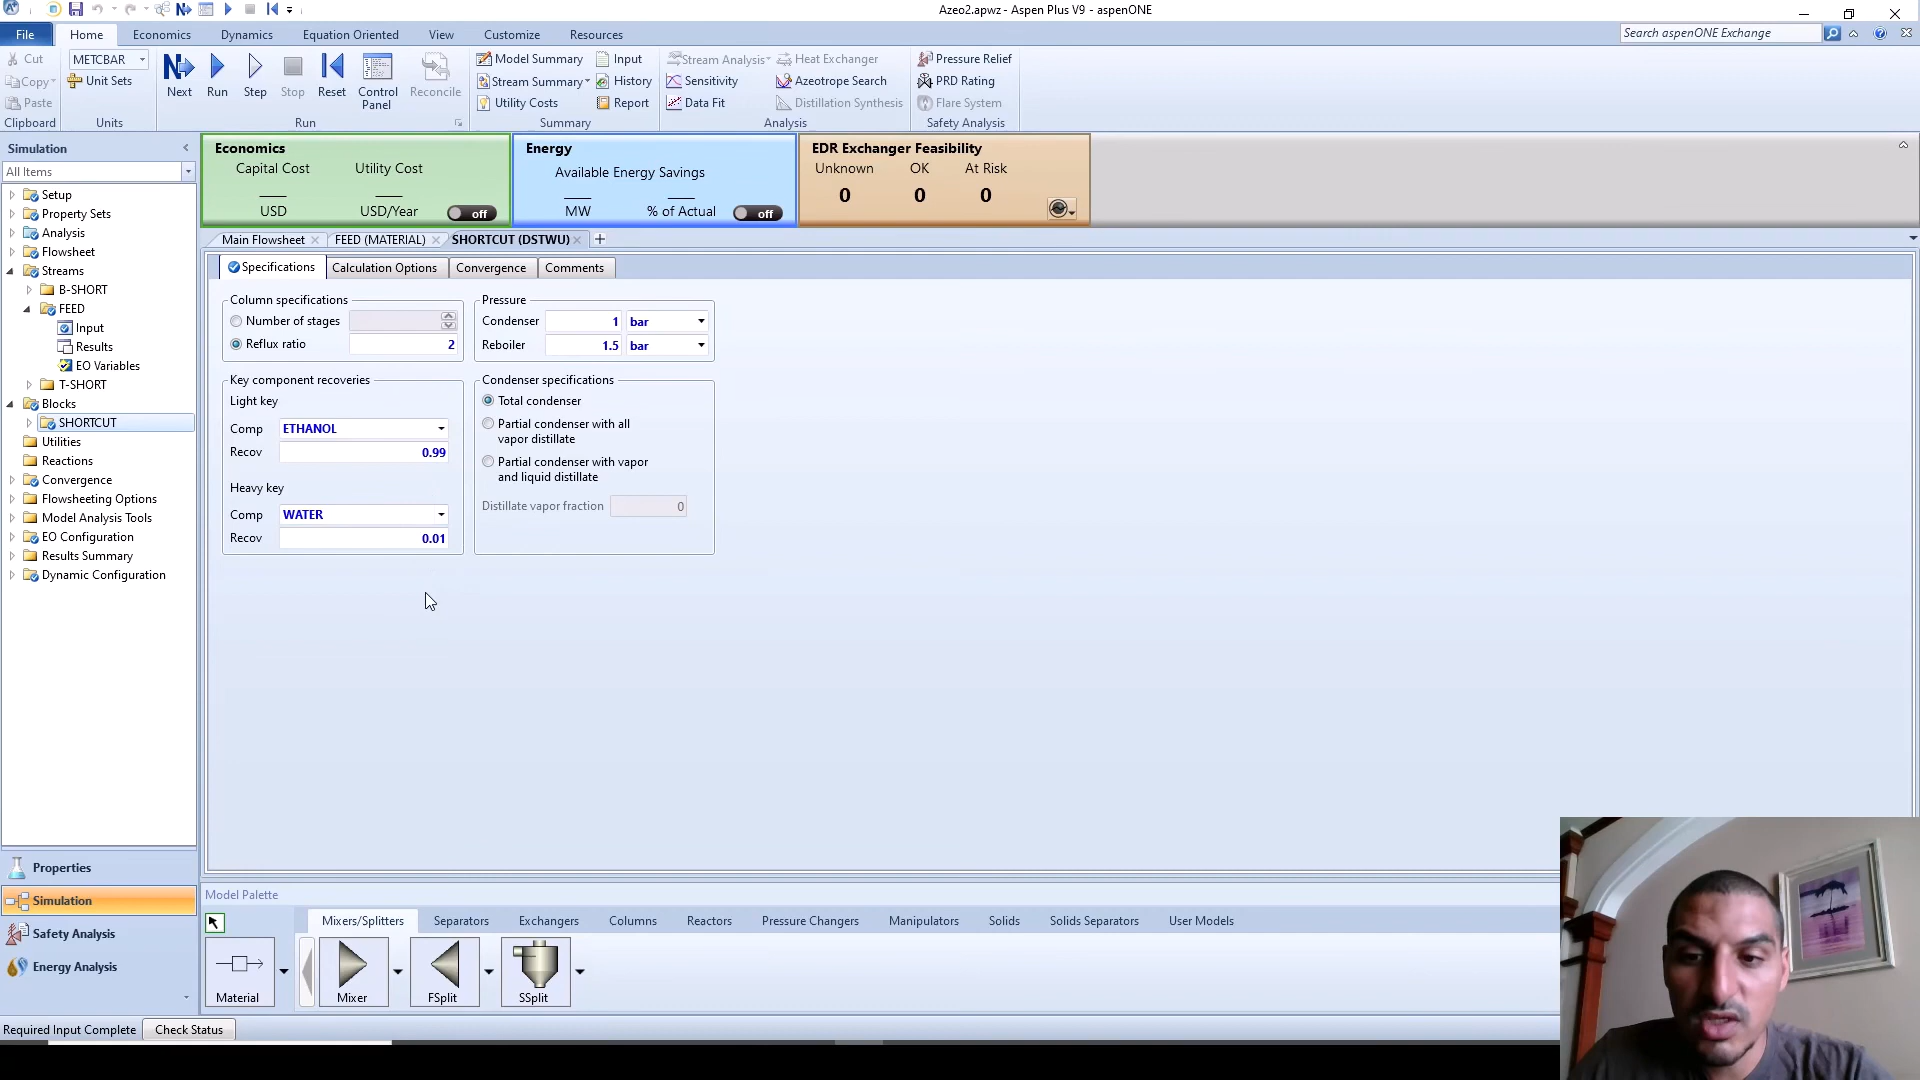 Azeo2.apwz - Aspen Plus V9 - aspenONE
File Home Economics Dynamics Equation Oriented View Customize Resources
Search aspenONE Exchange
Cut
Copy
Paste
Clipboard
METCBAR
Unit Sets
Units
Next Run Step Stop Reset Control Panel Reconcile
Run
Model Summary Input
Stream Summary History
Utility Costs Report
Summary
Stream Analysis Heat Exchanger
Sensitivity Azeotrope Search
Data Fit Distillation Synthesis
Analysis
Pressure Relief
PRD Rating
Flare System
Safety Analysis
Simulation
All Items
Setup
Property Sets
Analysis
Flowsheet
Streams
B-SHORT
FEED
Input
Results
EO Variables
T-SHORT
Blocks
SHORTCUT
Utilities
Reactions
Convergence
Flowsheeting Options
Model Analysis Tools
EO Configuration
Results Summary
Dynamic Configuration
Properties
Simulation
Safety Analysis
Energy Analysis
Economics
Capital Cost Utility Cost
USD USD/Year off
Energy
Available Energy Savings
MW % of Actual off
EDR Exchanger Feasibility
Unknown OK At Risk
0 0 0
Main Flowsheet FEED (MATERIAL) SHORTCUT (DSTWU)
Specifications Calculation Options Convergence Comments
Column specifications
Number of stages
Reflux ratio 2
Pressure
Condenser 1 bar
Reboiler 1.5 bar
Key component recoveries
Light key
Comp ETHANOL
Recov 0.99
Heavy key
Comp WATER
Recov 0.01
Condenser specifications
Total condenser
Partial condenser with all
vapor distillate
Partial condenser with vapor
and liquid distillate
Distillate vapor fraction 0
Model Palette
Mixers/Splitters Separators Exchangers Columns Reactors Pressure Changers Manipulators Solids Solids Separators User Models
Material Mixer FSplit SSplit
Required Input Complete Check Status